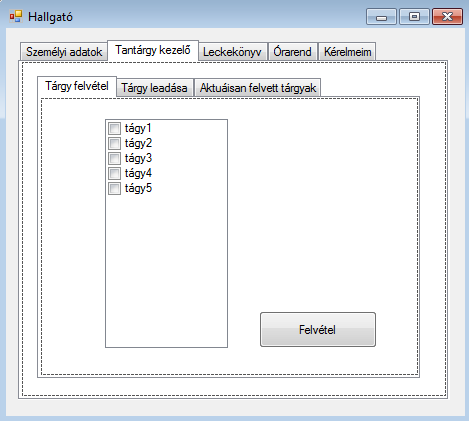 Hallgató
Személyi adatok Tantárgy kezelő Leckekönyv Órarend Kérelmeim
Tárgy felvétel Tárgy leadása Aktuáisan felvett tárgyak
tágy1
tágy2
tágy3
tágy4
tágy5
Felvétel